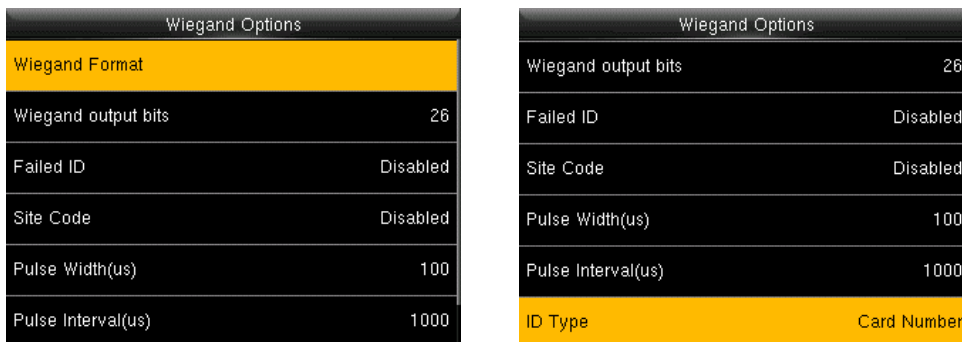 Wiegand Options
Wiegand Format
Wiegand output bits 26
Failed ID Disabled
Site Code Disabled
Pulse Width(us) 100
Pulse Interval(us) 1000
Wiegand Options
Wiegand output bits 26
Failed ID Disabled
Site Code Disabled
Pulse Width(us) 100
Pulse Interval(us) 1000
ID Type Card Number